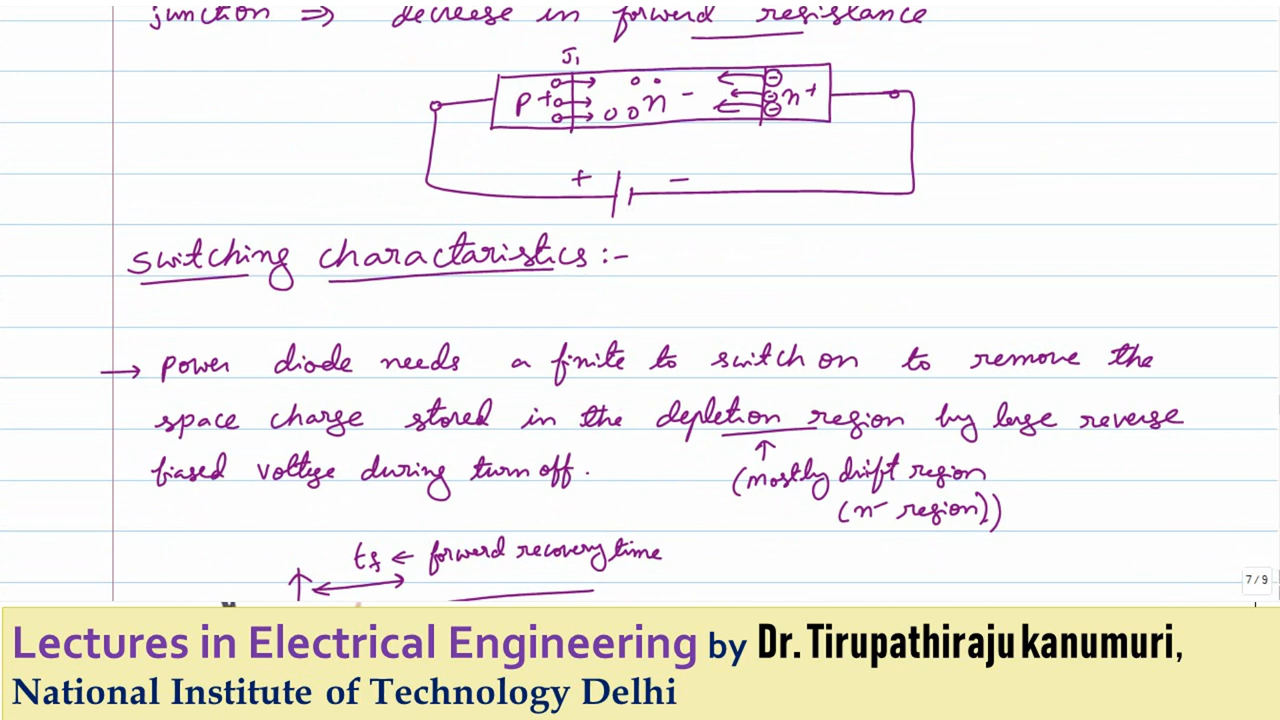 junction ⇒ decrease in forward resistance
J₁
p+ n- n+
+ -
switching charactaristics :-
→ power diode needs a finite to switch on to remove the
space charge stored in the depletion region by large reverse
biased voltage during turn off.
↑
(mostly drift region
(n- region))
tf ← forward recovery time
7 / 9
Lectures in Electrical Engineering by Dr. Tirupathiraju kanumuri,
National Institute of Technology Delhi